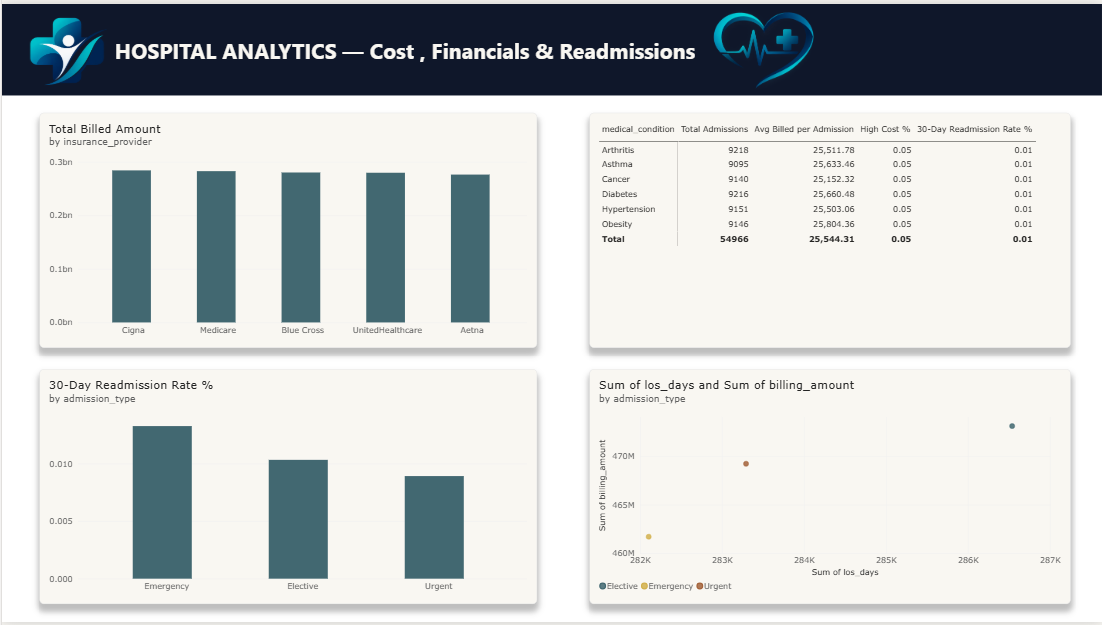 HOSPITAL ANALYTICS — Cost , Financials & Readmissions
Total Billed Amount
by insurance_provider
0.3bn
0.2bn
0.1bn
0.0bn
Cigna Medicare Blue Cross UnitedHealthcare Aetna
medical_condition Total Admissions Avg Billed per Admission High Cost % 30-Day Readmission Rate %
Arthritis 9218 25,511.78 0.05 0.01
Asthma 9095 25,633.46 0.05 0.01
Cancer 9140 25,152.32 0.05 0.01
Diabetes 9216 25,660.48 0.05 0.01
Hypertension 9151 25,503.06 0.05 0.01
Obesity 9146 25,804.36 0.05 0.01
Total 54966 25,544.31 0.05 0.01
30-Day Readmission Rate %
by admission_type
0.010
0.005
0.000
Emergency Elective Urgent
Sum of los_days and Sum of billing_amount
by admission_type
Sum of billing_amount
470M
465M
460M
282K 283K 284K 285K 286K 287K
Sum of los_days
Elective Emergency Urgent